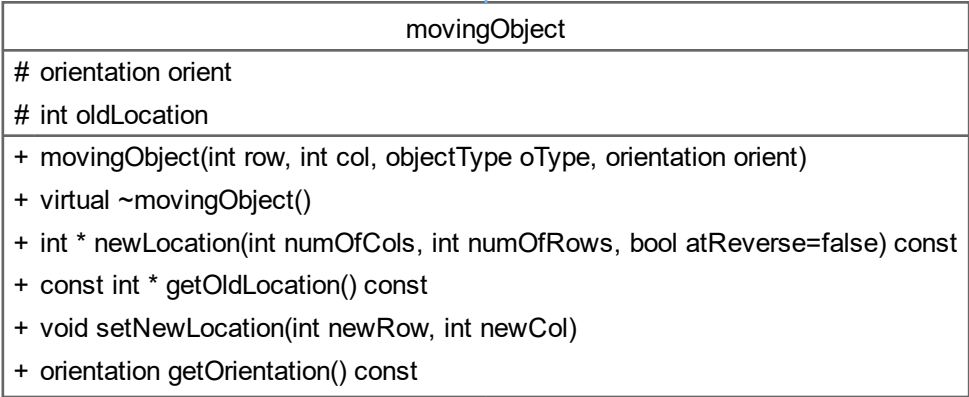 movingObject
# orientation orient
# int oldLocation
+ movingObject(int row, int col, objectType oType, orientation orient)
+ virtual ~movingObject()
+ int * newLocation(int numOfCols, int numOfRows, bool atReverse=false) const
+ const int * getOldLocation() const
+ void setNewLocation(int newRow, int newCol)
+ orientation getOrientation() const